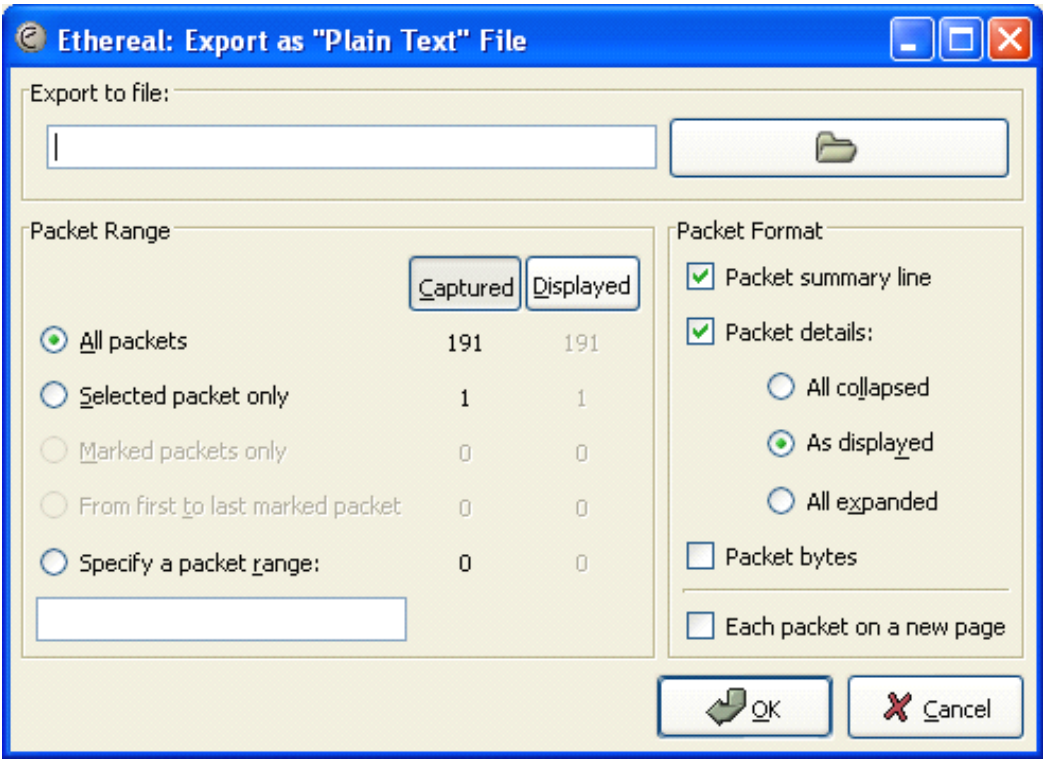 Ethereal: Export as "Plain Text" File
Export to file:
Packet Range
Captured Displayed
All packets 191 191
Selected packet only 1 1
Marked packets only 0 0
From first to last marked packet 0 0
Specify a packet range: 0 0
Packet Format
Packet summary line
Packet details:
All collapsed
As displayed
All expanded
Packet bytes
Each packet on a new page
OK Cancel